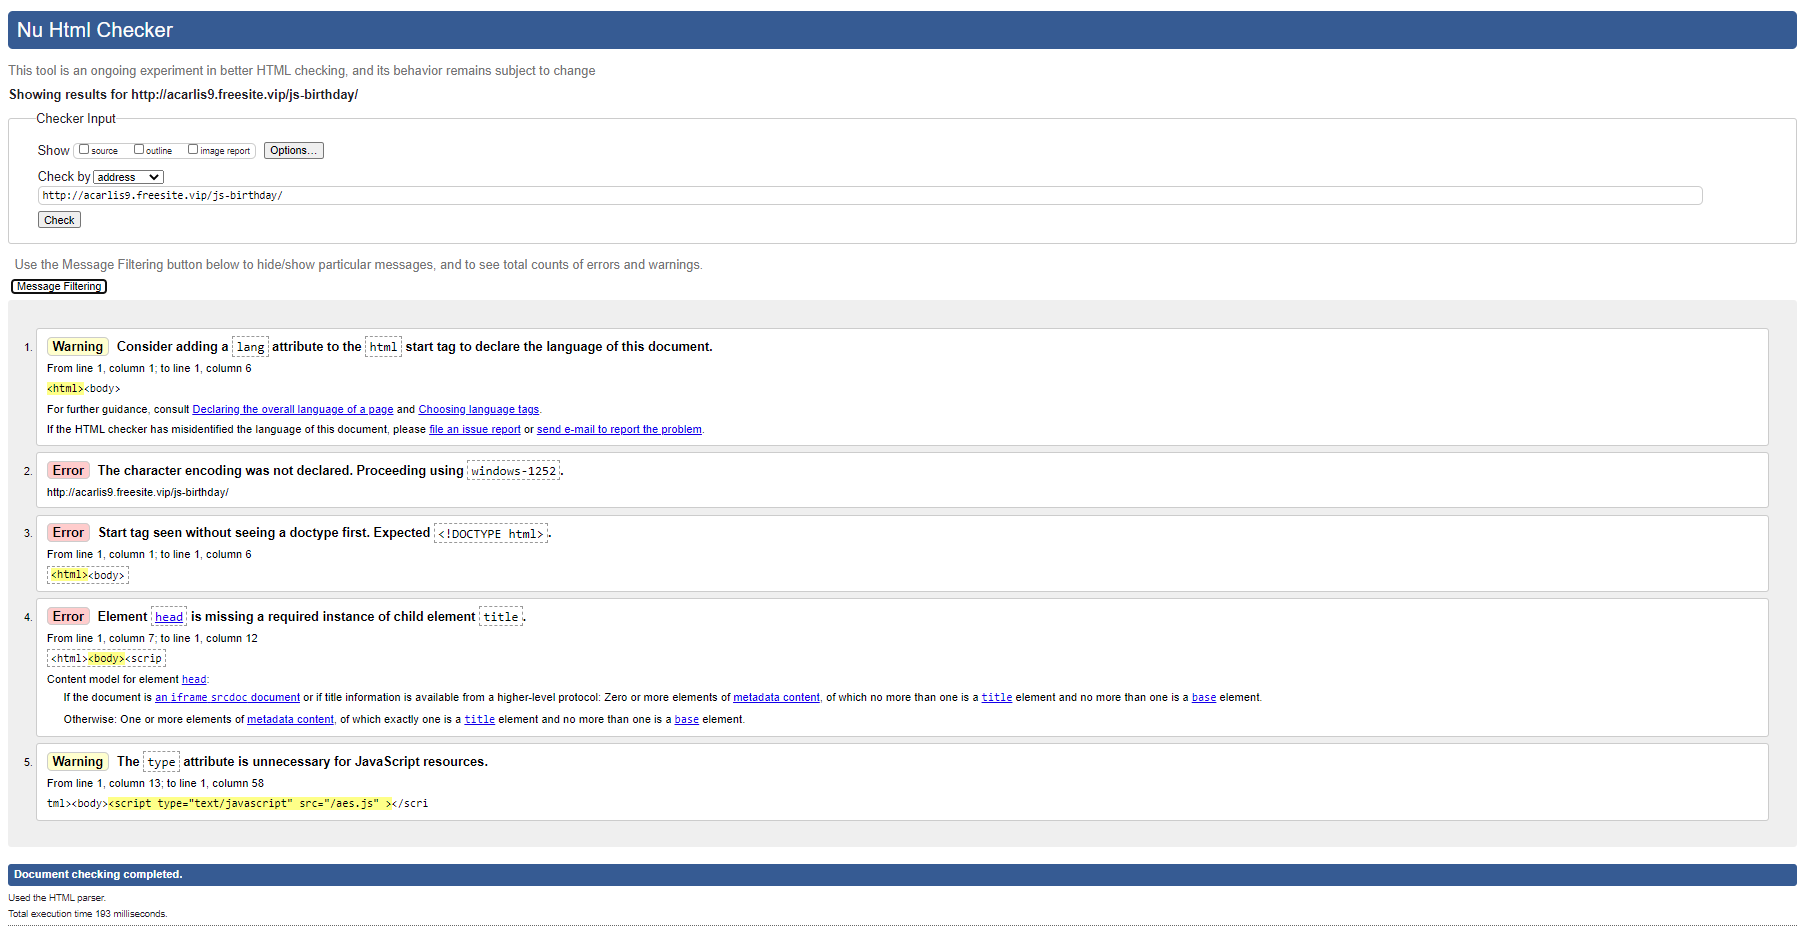 Nu Html Checker
This tool is an ongoing experiment in better HTML checking, and its behavior remains subject to change
Showing results for http://acarlis9.freesite.vip/js-birthday/
Checker Input
Show source outline image report Options...
Check by address
http://acarlis9.freesite.vip/js-birthday/
Check
Use the Message Filtering button below to hide/show particular messages, and to see total counts of errors and warnings.
Message Filtering
1. Warning Consider adding a lang attribute to the html start tag to declare the language of this document.
From line 1, column 1; to line 1, column 6
<html><body>
For further guidance, consult Declaring the overall language of a page and Choosing language tags.
If the HTML checker has misidentified the language of this document, please file an issue report or send e-mail to report the problem.
2. Error The character encoding was not declared. Proceeding using windows-1252.
http://acarlis9.freesite.vip/js-birthday/
3. Error Start tag seen without seeing a doctype first. Expected <!DOCTYPE html>.
From line 1, column 1; to line 1, column 6
<html><body>
4. Error Element head is missing a required instance of child element title.
From line 1, column 7; to line 1, column 12
<html><body><scrip
Content model for element head:
If the document is an iframe srcdoc document or if title information is available from a higher-level protocol: Zero or more elements of metadata content, of which no more than one is a title element and no more than one is a base element.
Otherwise: One or more elements of metadata content, of which exactly one is a title element and no more than one is a base element.
5. Warning The type attribute is unnecessary for JavaScript resources.
From line 1, column 13; to line 1, column 58
tml><body><script type="text/javascript" src="/aes.js" ></scri
Document checking completed.
Used the HTML parser.
Total execution time 193 milliseconds.